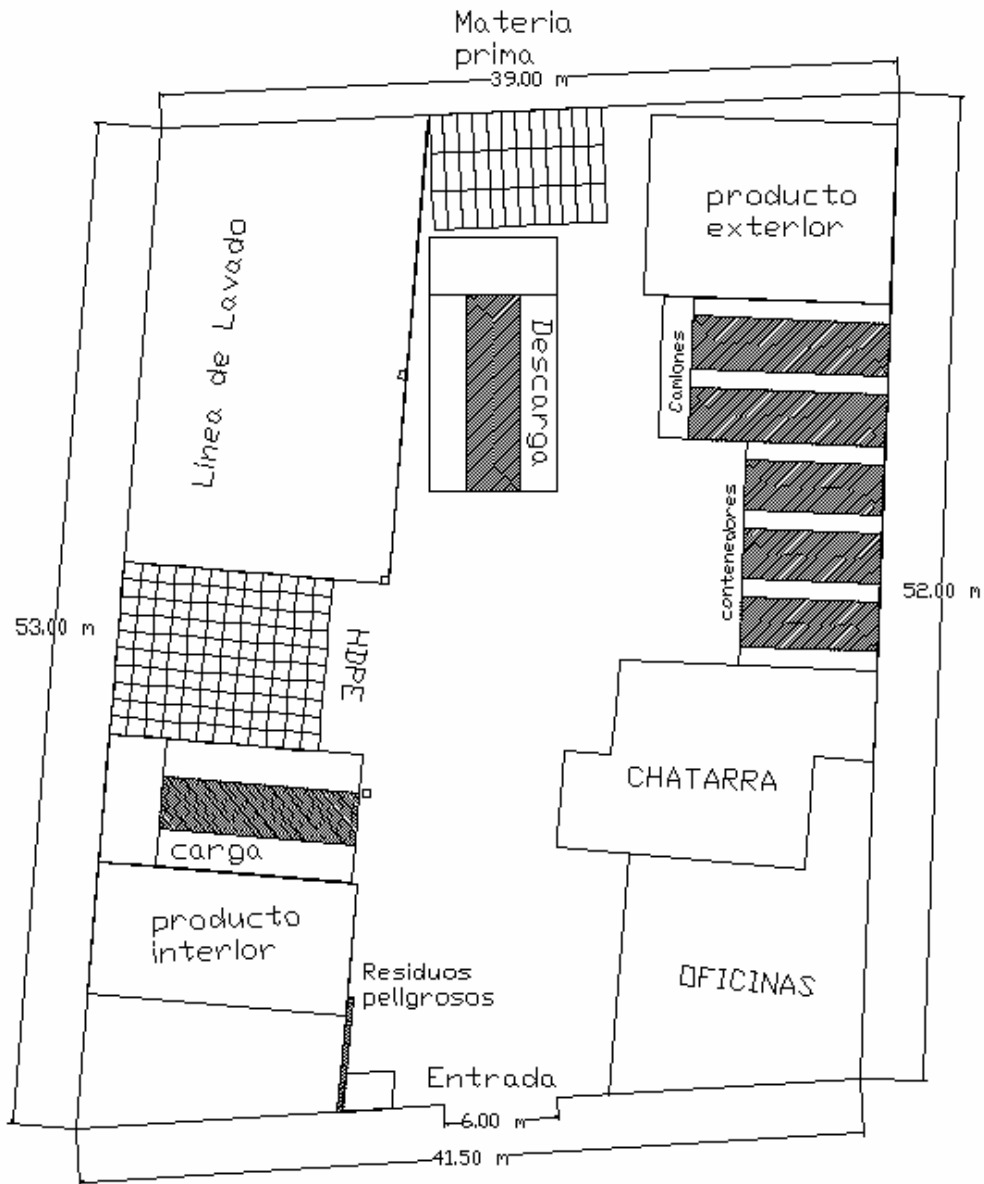 Materia
prima
39.00 m
producto
exterior
Línea de Lavado
Descarga
Camiones
contenedores
53.00 m
52.00 m
HDPE
CHATARRA
carga
producto
interior
Residuos
peligrosos
OFICINAS
Entrada
6.00 m
41.50 m